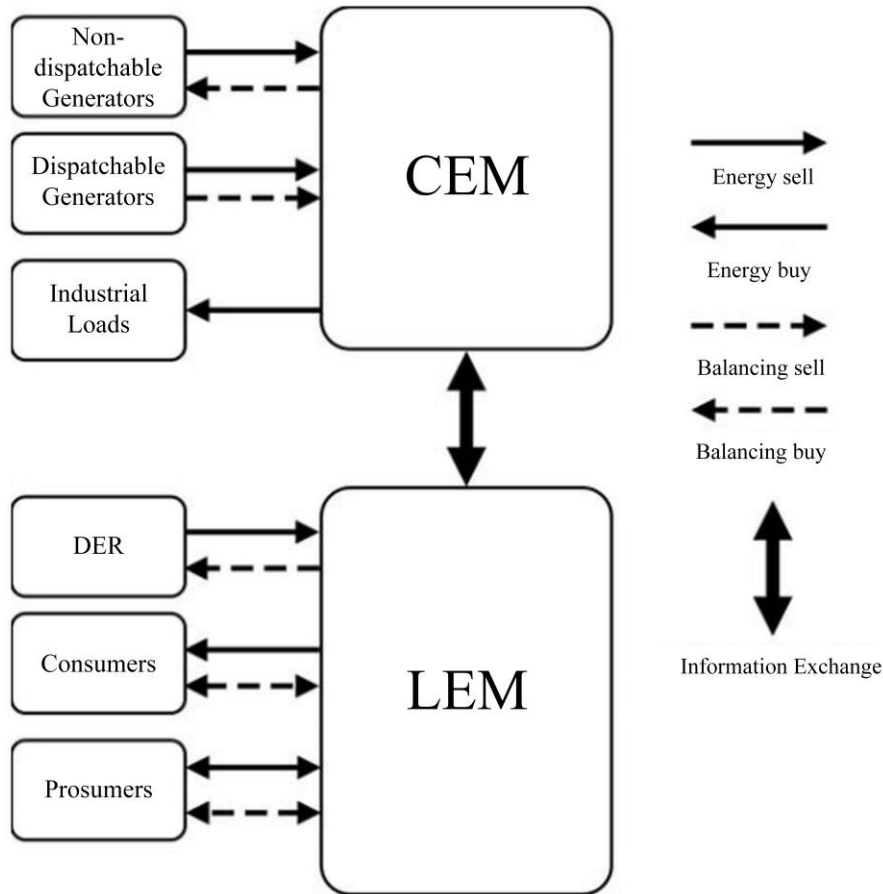 Non-
dispatchable
Generators
Dispatchable
Generators
Industrial
Loads
CEM
DER
Consumers
Prosumers
LEM
Energy sell
Energy buy
Balancing sell
Balancing buy
Information Exchange